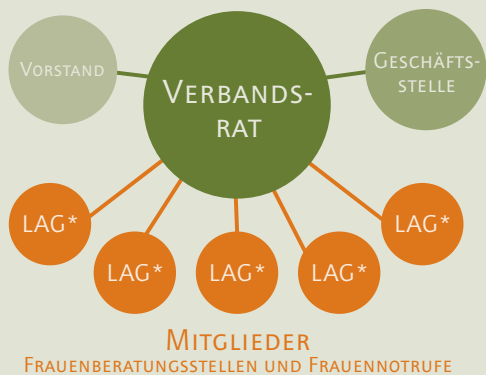 Vorstand
Verbands-
rat
Geschäfts-
stelle
LAG*
LAG*
LAG*
LAG*
LAG*
Mitglieder
Frauenberatungsstellen und Frauennotrufe